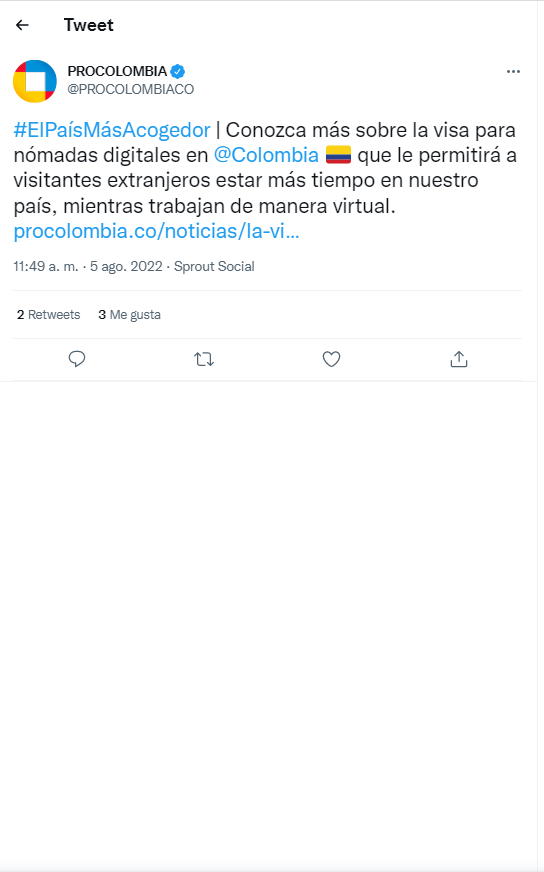 Tweet
PROCOLOMBIA
@PROCOLOMBIACO
#ElPaísMásAcogedor | Conozca más sobre la visa para
nómadas digitales en @Colombia 🇨🇴 que le permitirá a
visitantes extranjeros estar más tiempo en nuestro
país, mientras trabajan de manera virtual.
procolombia.co/noticias/la-vi...
11:49 a. m. · 5 ago. 2022 · Sprout Social
2 Retweets 3 Me gusta